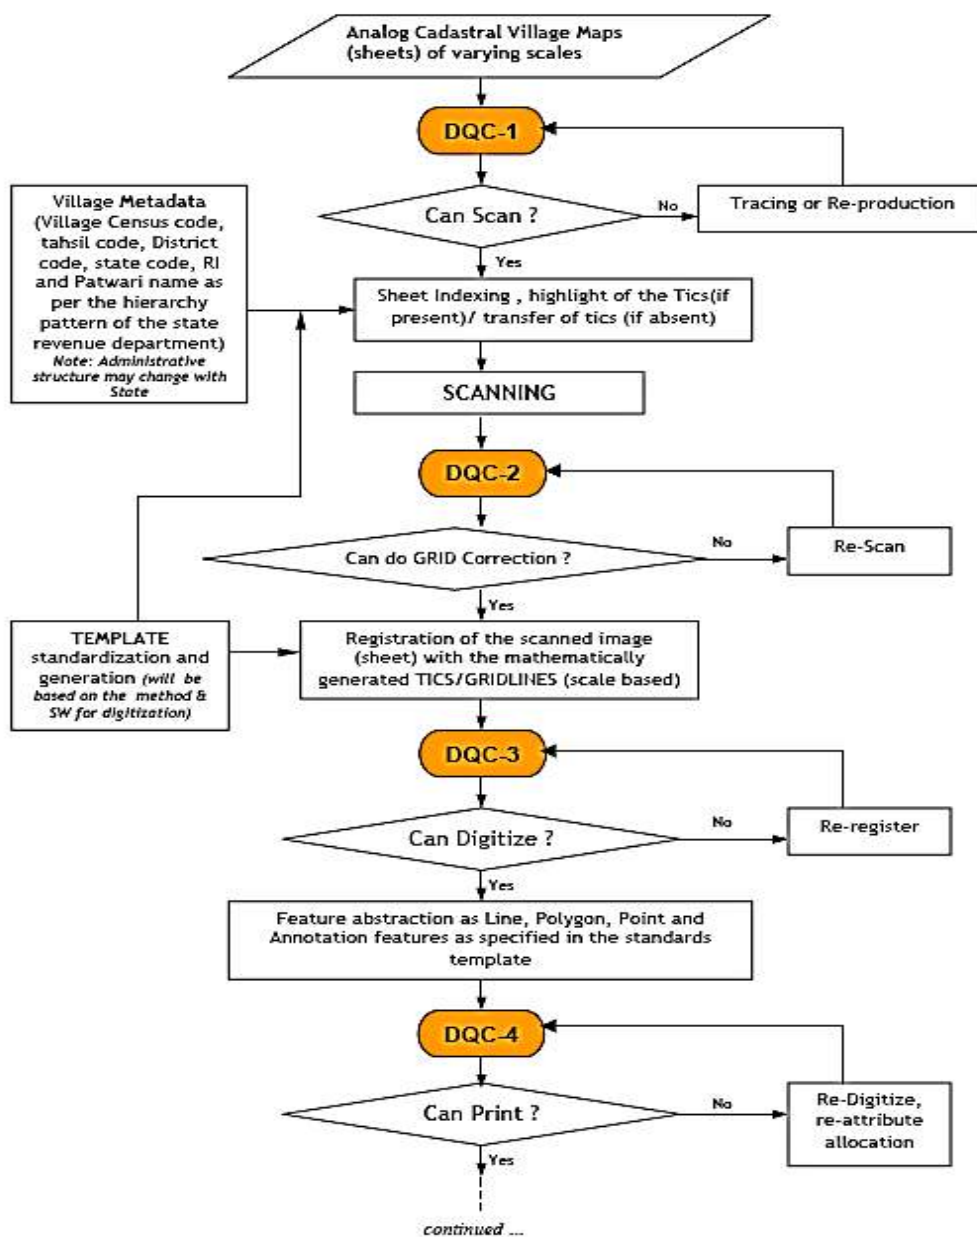 Analog Cadastral Village Maps
(sheets) of varying scales
DQC-1
Can Scan ?
No
Tracing or Re-production
Yes
Village Metadata
(Village Census code,
tahsil code, District
code, state code, RI
and Patwari name as
per the hierarchy
pattern of the state
revenue department)
Note: Administrative
structure may change with
State
Sheet Indexing , highlight of the Tics(if
present)/ transfer of tics (if absent)
SCANNING
DQC-2
Can do GRID Correction ?
No
Re-Scan
Yes
TEMPLATE
standardization and
generation (will be
based on the method &
SW for digitization)
Registration of the scanned image
(sheet) with the mathematically
generated TICS/GRIDLINES (scale based)
DQC-3
Can Digitize ?
No
Re-register
Yes
Feature abstraction as Line, Polygon, Point and
Annotation features as specified in the standards
template
DQC-4
Can Print ?
No
Re-Digitize,
re-attribute
allocation
Yes
continued ...